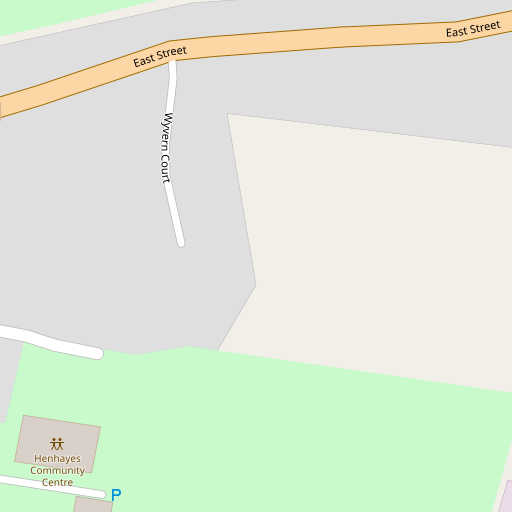 East Street
East Street
Wyvern Court
Henhayes
Community
Centre
P